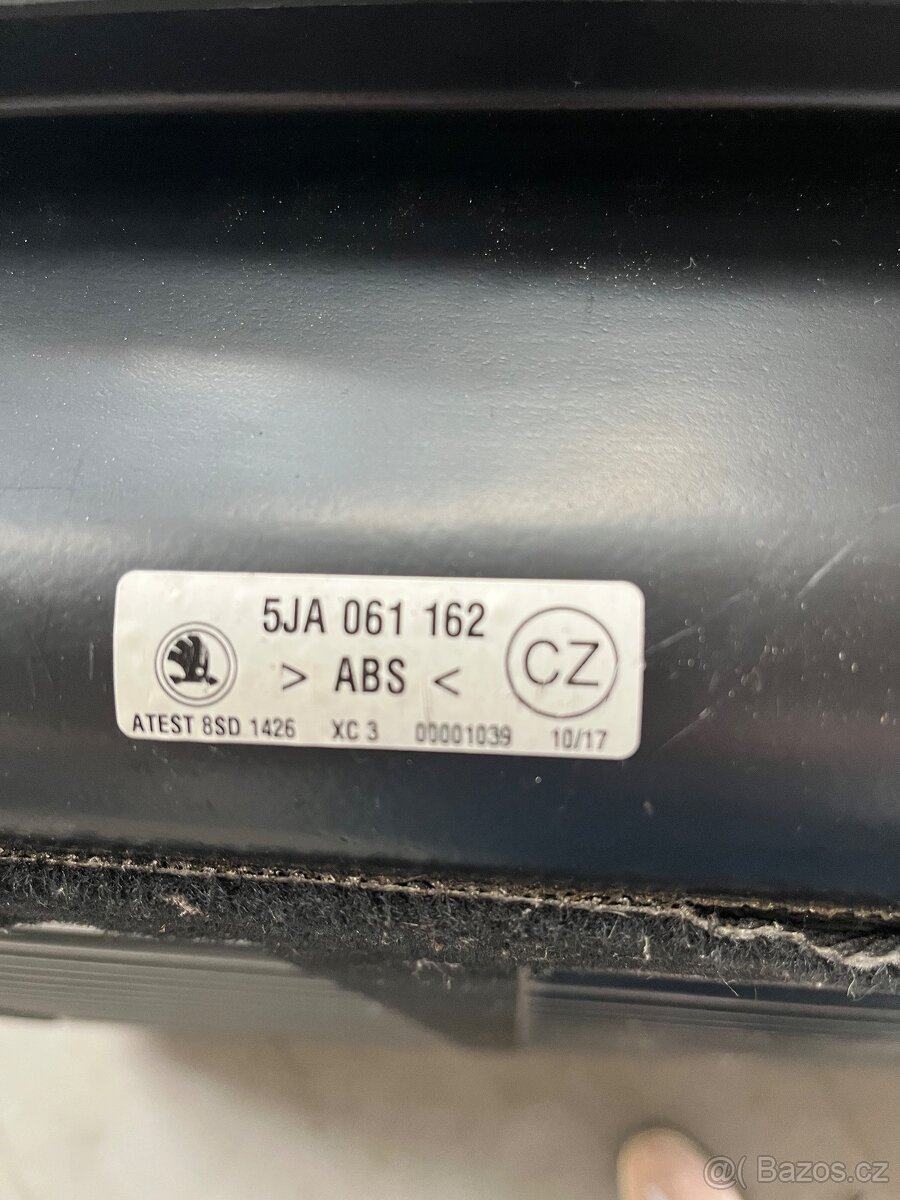 5JA 061 162
> ABS <
CZ
ATEST 8SD 1426 XC 3 00001039 10/17
@( Bazos.cz